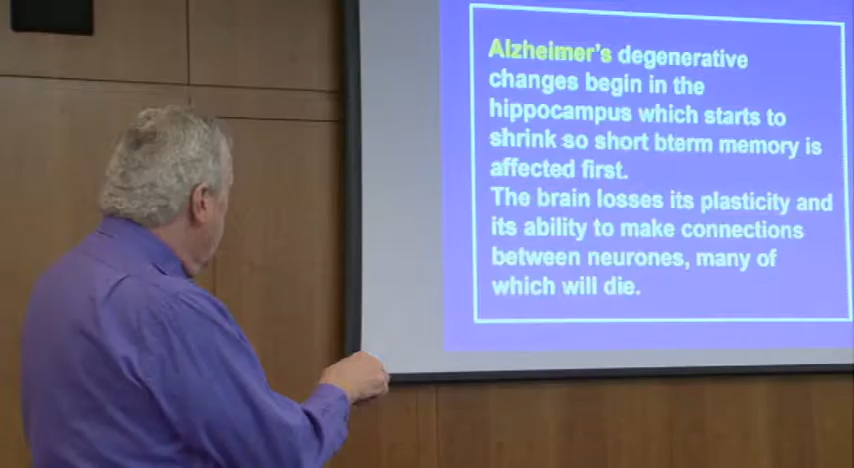 Alzheimer's degenerative
changes begin in the
hippocampus which starts to
shrink so short bterm memory is
affected first.
The brain losses its plasticity and
its ability to make connections
between neurones, many of
which will die.